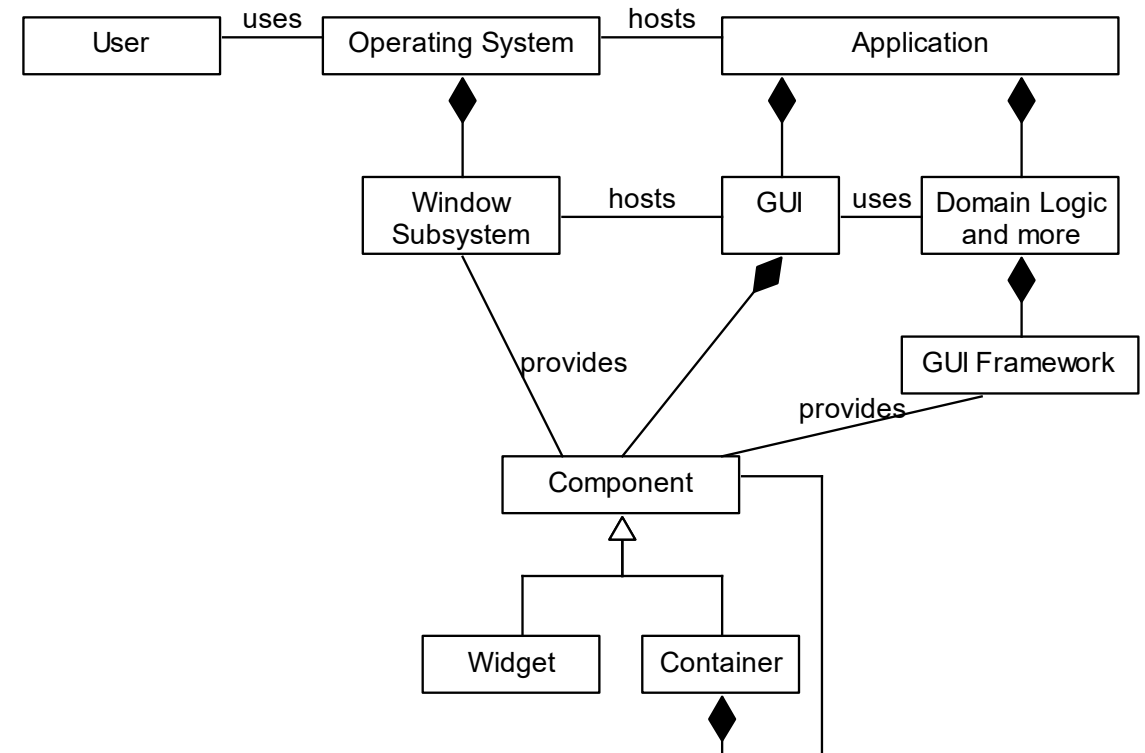 uses
hosts
User
Operating System
Application
Window
Subsystem
hosts
GUI
uses
Domain Logic
and more
provides
GUI Framework
provides
Component
Widget
Container